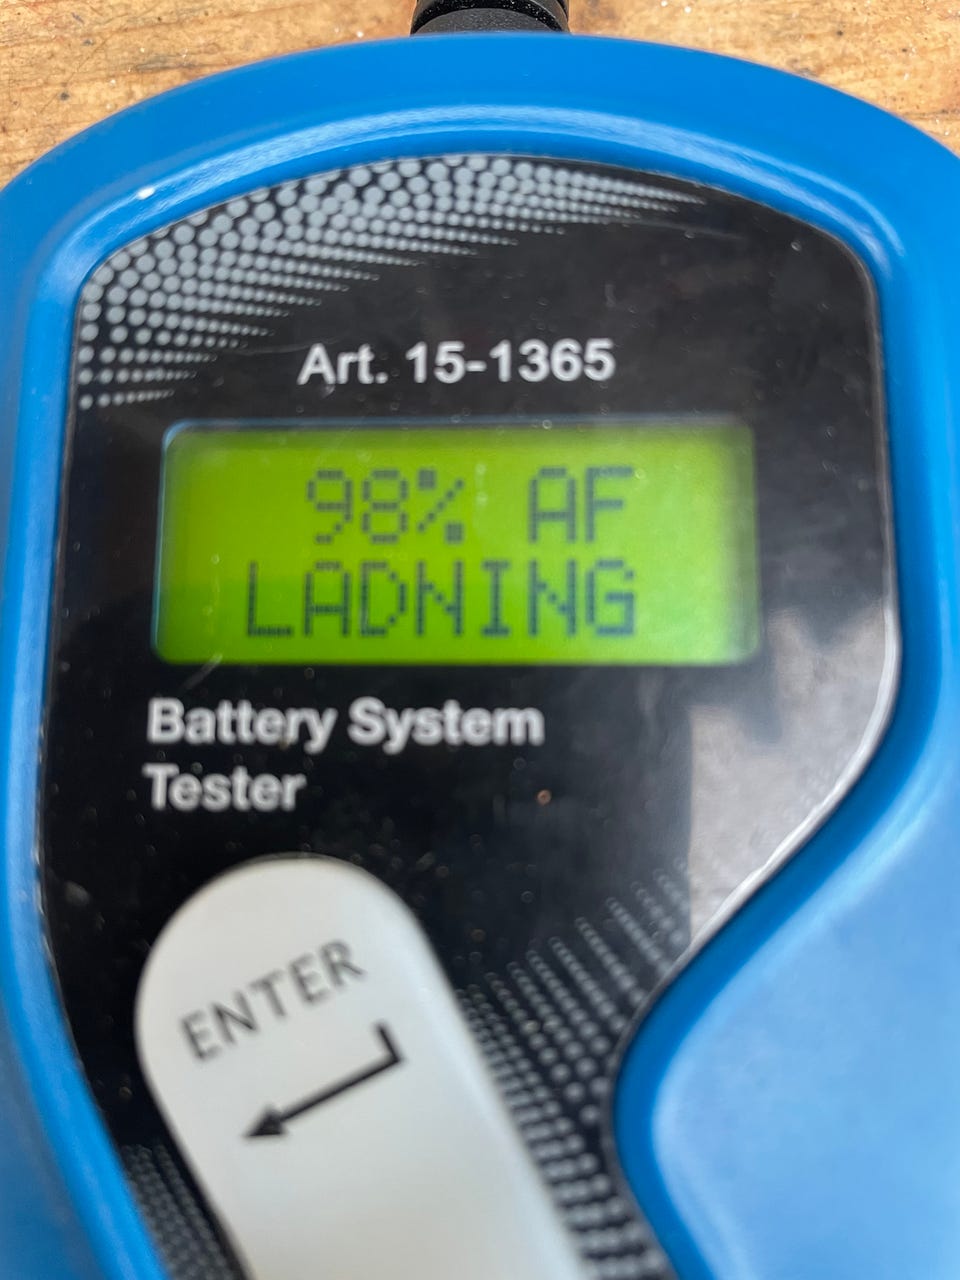 Art. 15-1365
98% AF
LADNING
Battery System
Tester
ENTER